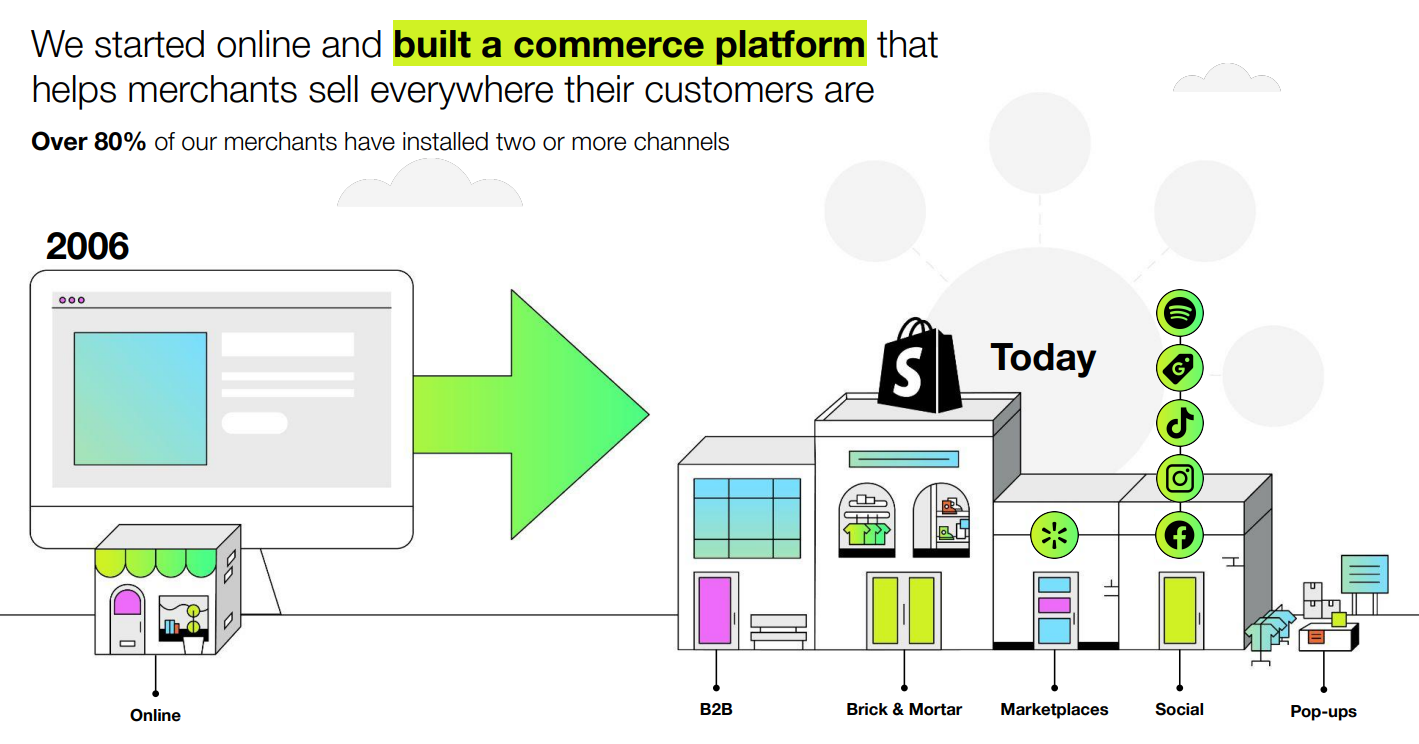 We started online and built a commerce platform that
helps merchants sell everywhere their customers are
Over 80% of our merchants have installed two or more channels
2006
Today
S
G
Online
B2B
Brick & Mortar
Marketplaces
Social
Pop-ups